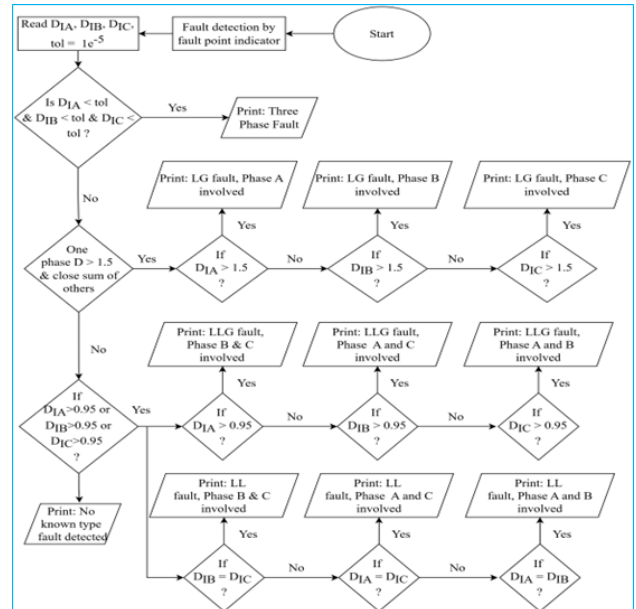 Start
Fault detection by
fault point indicator
Read DIA, DIB, DIC,
tol = 1e-5
Is DIA < tol
& DIB < tol & DIC <
tol ?
Yes
Print: Three
Phase Fault
No
One
phase D > 1.5
& close sum of
others
Yes
If
DIA > 1.5
?
Yes
Print: LG fault, Phase A
involved
No
If
DIB > 1.5
?
Yes
Print: LG fault, Phase B
involved
No
If
DIC > 1.5
?
Yes
Print: LG fault, Phase C
involved
No
If
DIA>0.95 or
DIB>0.95 or
DIC>0.95
?
Yes
If
DIA > 0.95
?
Yes
Print: LLG fault,
Phase B & C
involved
No
If
DIB > 0.95
?
Yes
Print: LLG fault,
Phase A and C
involved
No
If
DIC > 0.95
?
Yes
Print: LLG fault,
Phase A and B
involved
No
Print: No
known type
fault detected
If
DIB = DIC
?
Yes
Print: LL
fault, Phase B & C
involved
No
If
DIA = DIC
?
Yes
Print: LL
fault, Phase A and C
involved
No
If
DIA = DIB
?
Yes
Print: LL
fault, Phase A and B
involved